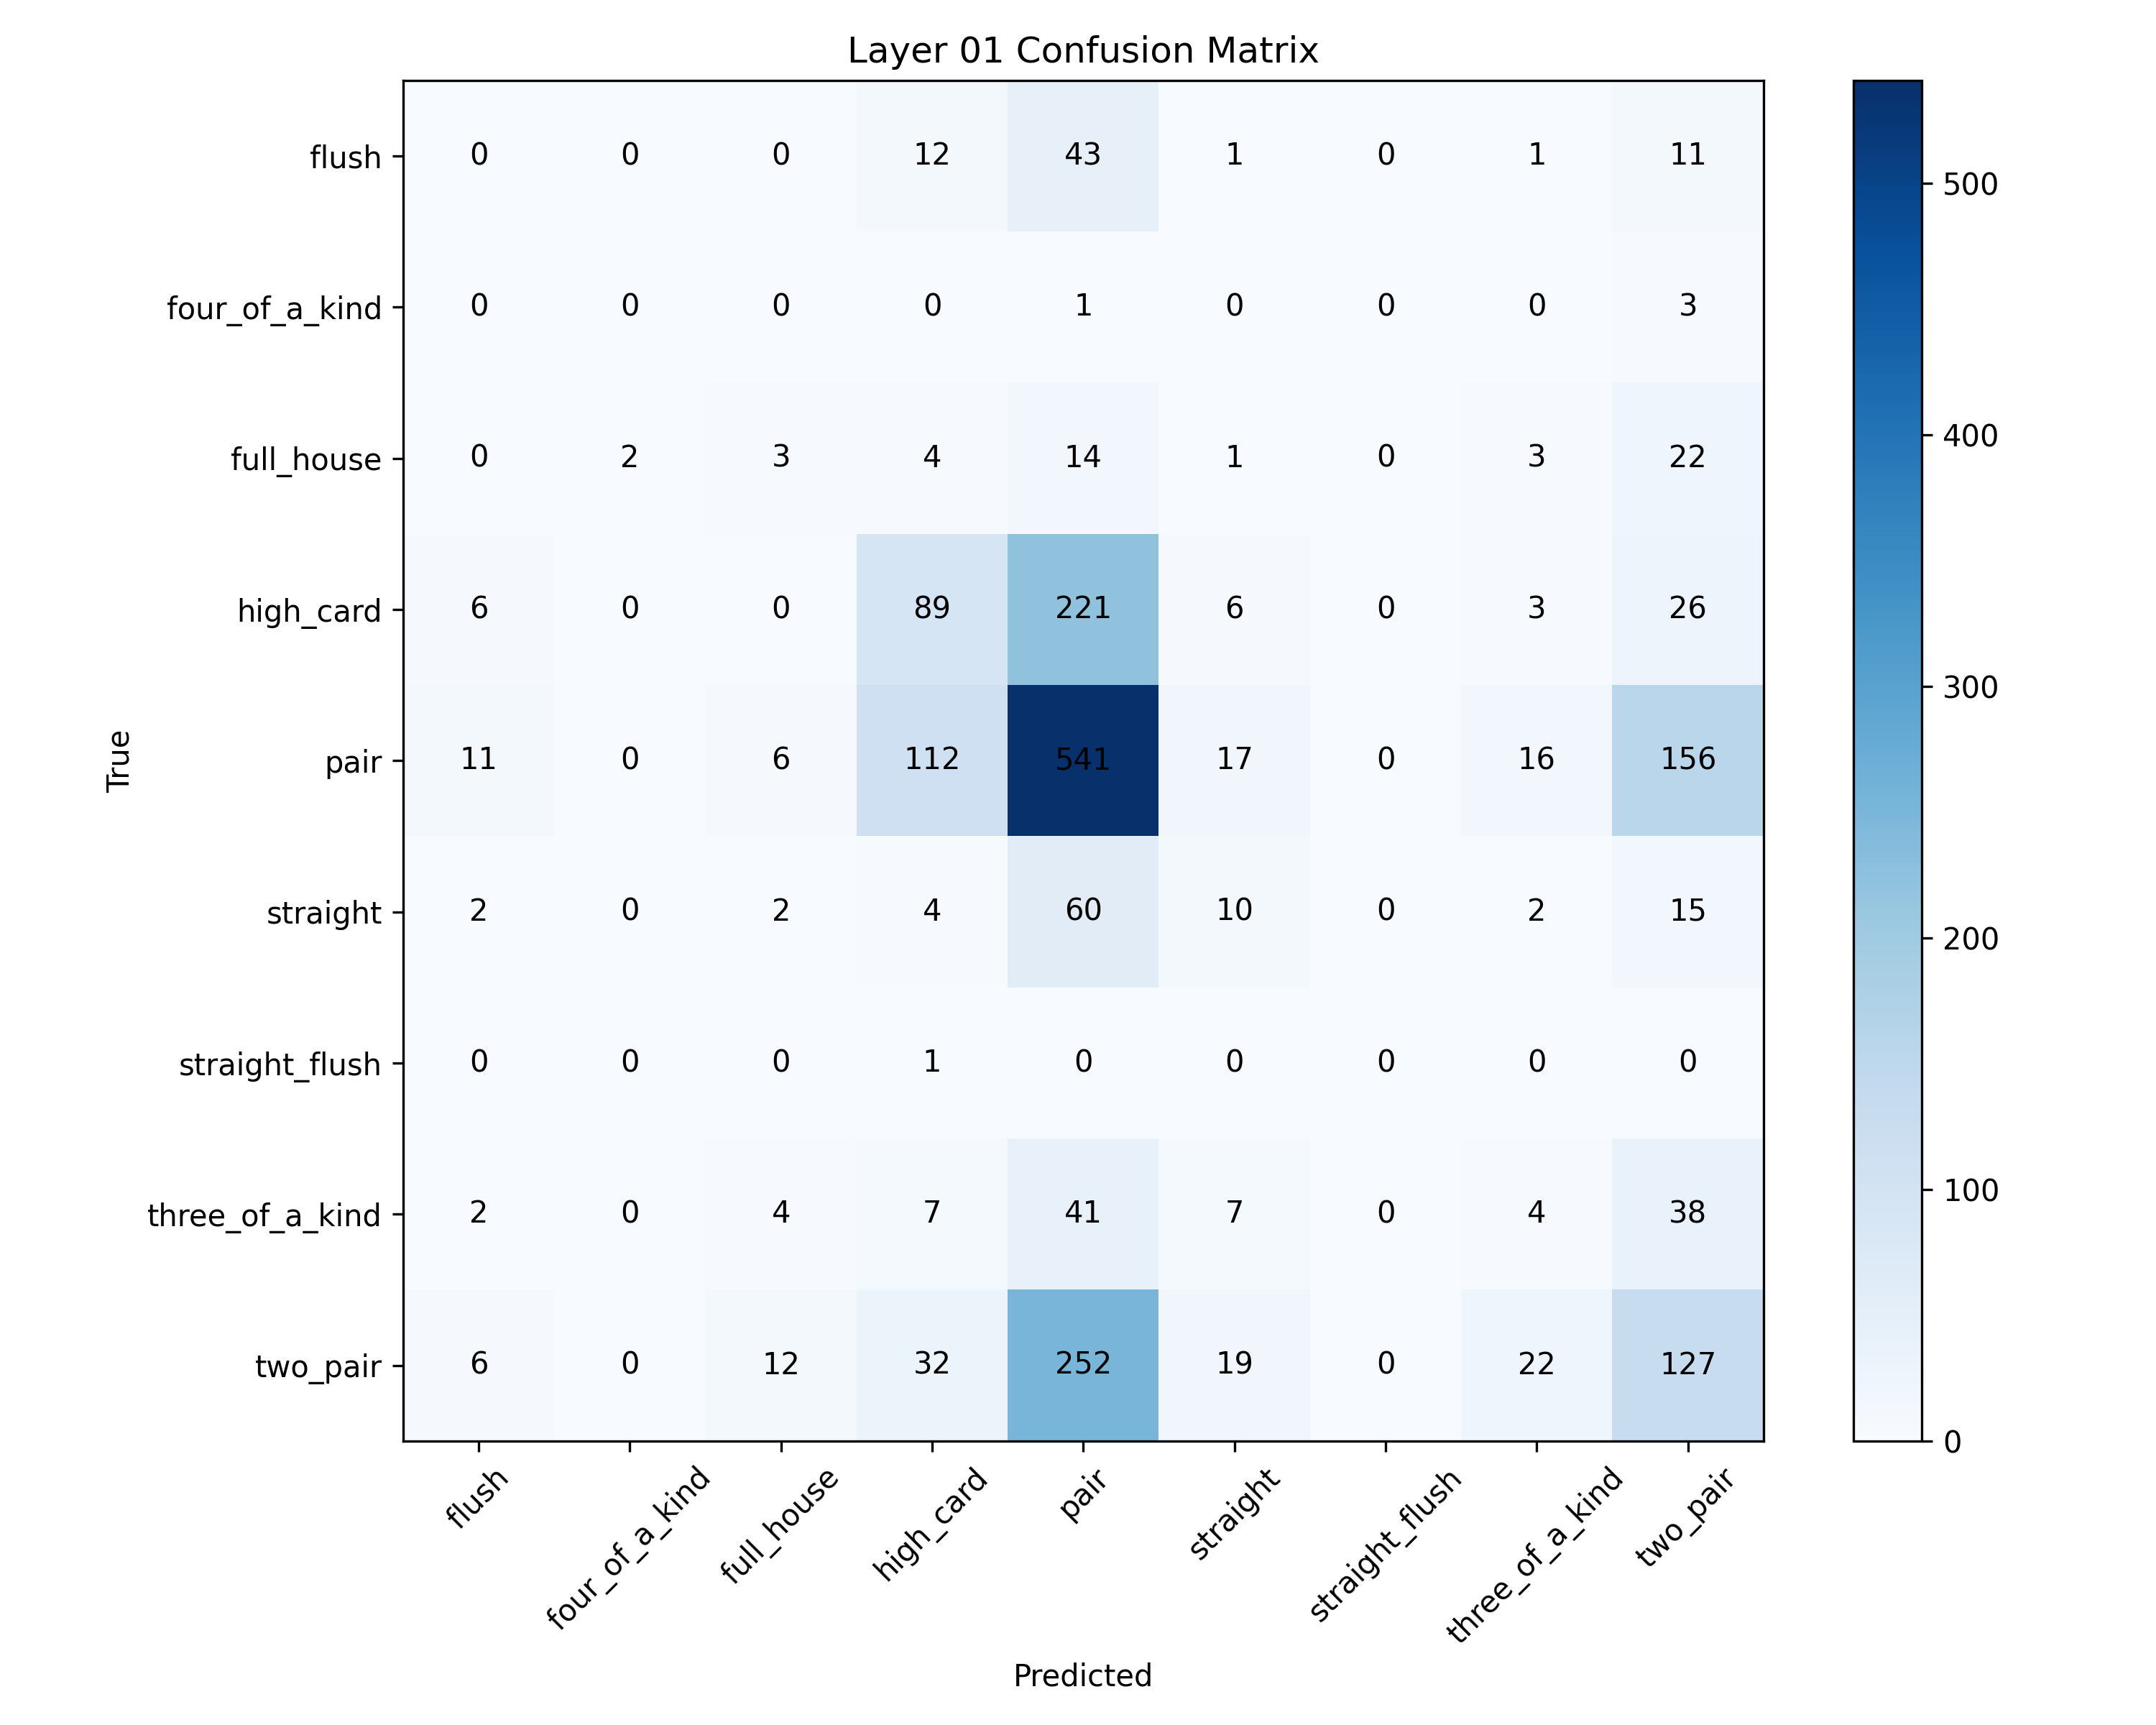 Layer 01 Confusion Matrix
flush 0 0 0 12 43 1 0 1 11
four_of_a_kind 0 0 0 0 1 0 0 0 3
full_house 0 2 3 4 14 1 0 3 22
high_card 6 0 0 89 221 6 0 3 26
pair 11 0 6 112 541 17 0 16 156
straight 2 0 2 4 60 10 0 2 15
straight_flush 0 0 0 1 0 0 0 0 0
three_of_a_kind 2 0 4 7 41 7 0 4 38
two_pair 6 0 12 32 252 19 0 22 127
True
flush four_of_a_kind full_house high_card pair straight straight_flush three_of_a_kind two_pair
Predicted
500
400
300
200
100
0